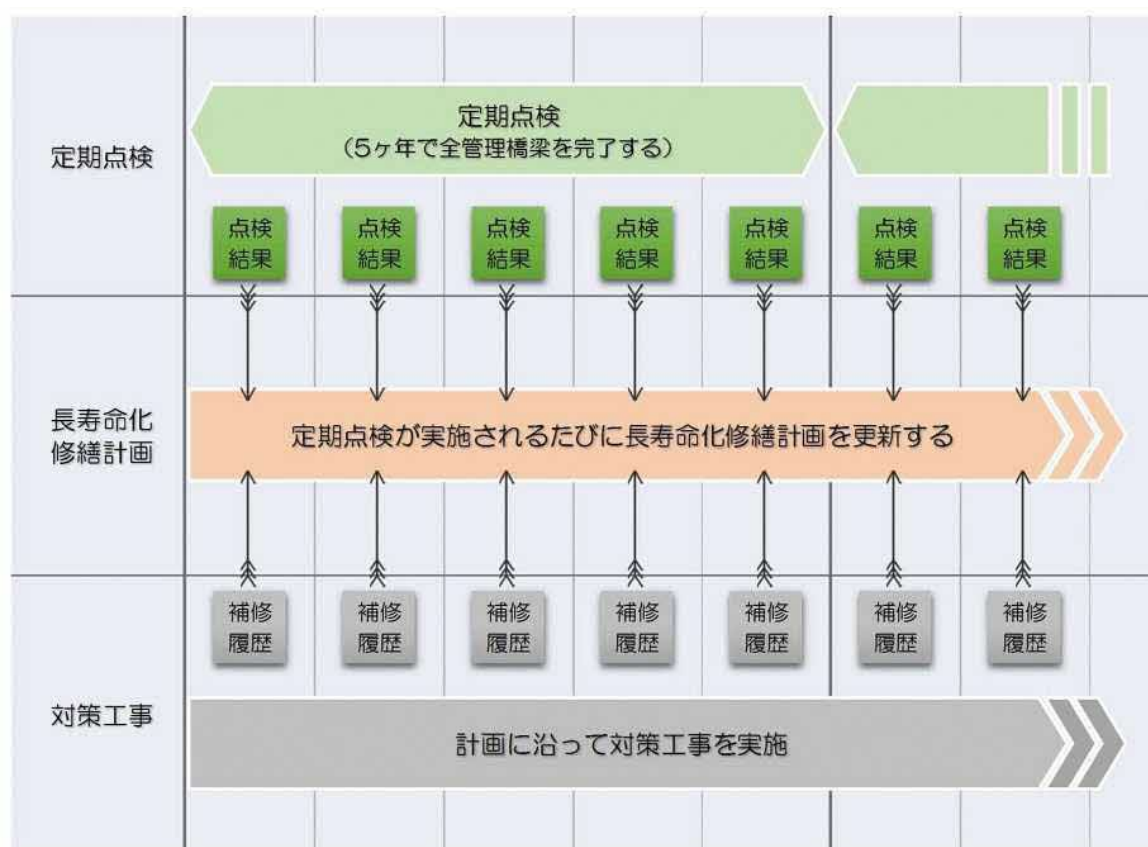 定期点検
定期点検
（5ヶ年で全管理橋梁を完了する）
点検
結果
点検
結果
点検
結果
点検
結果
点検
結果
点検
結果
点検
結果
長寿命化
修繕計画
定期点検が実施されるたびに長寿命化修繕計画を更新する
対策工事
補修
履歴
補修
履歴
補修
履歴
補修
履歴
補修
履歴
補修
履歴
補修
履歴
計画に沿って対策工事を実施